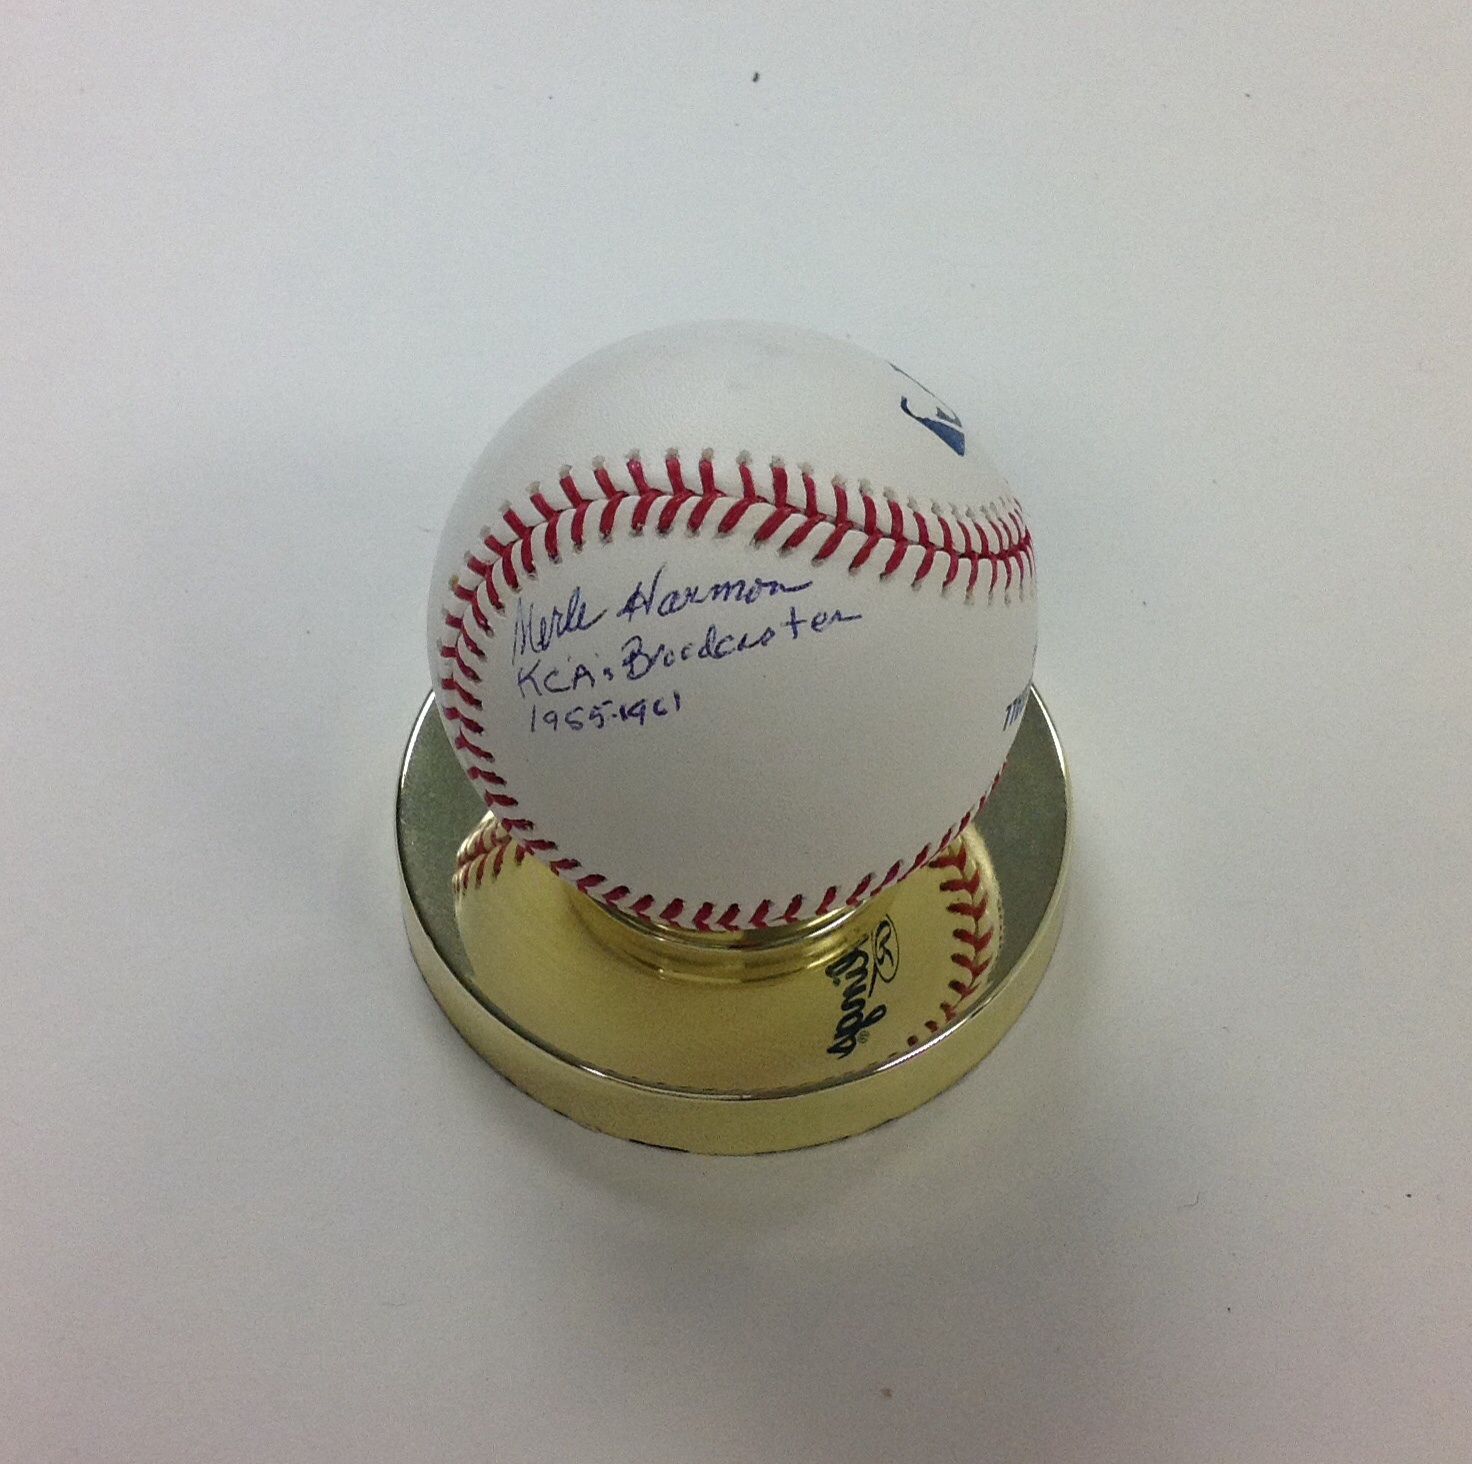 Merle Harmon
KC A's Broadcaster
1955-1961